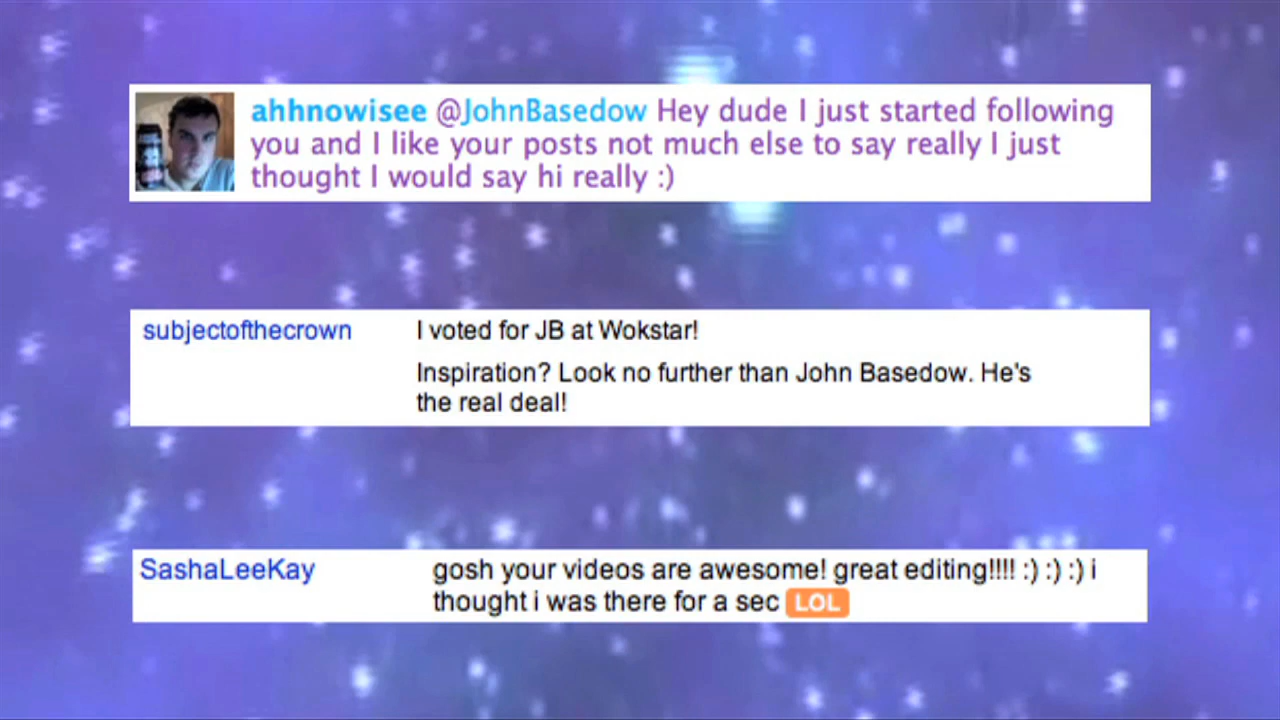 ahhnowisee @JohnBasedow Hey dude I just started following
you and I like your posts not much else to say really I just
thought I would say hi really :)
subjectofthecrown I voted for JB at Wokstar!
Inspiration? Look no further than John Basedow. He's
the real deal!
SashaLeeKay gosh your videos are awesome! great editing!!!! :) :) :) i
thought i was there for a sec LOL